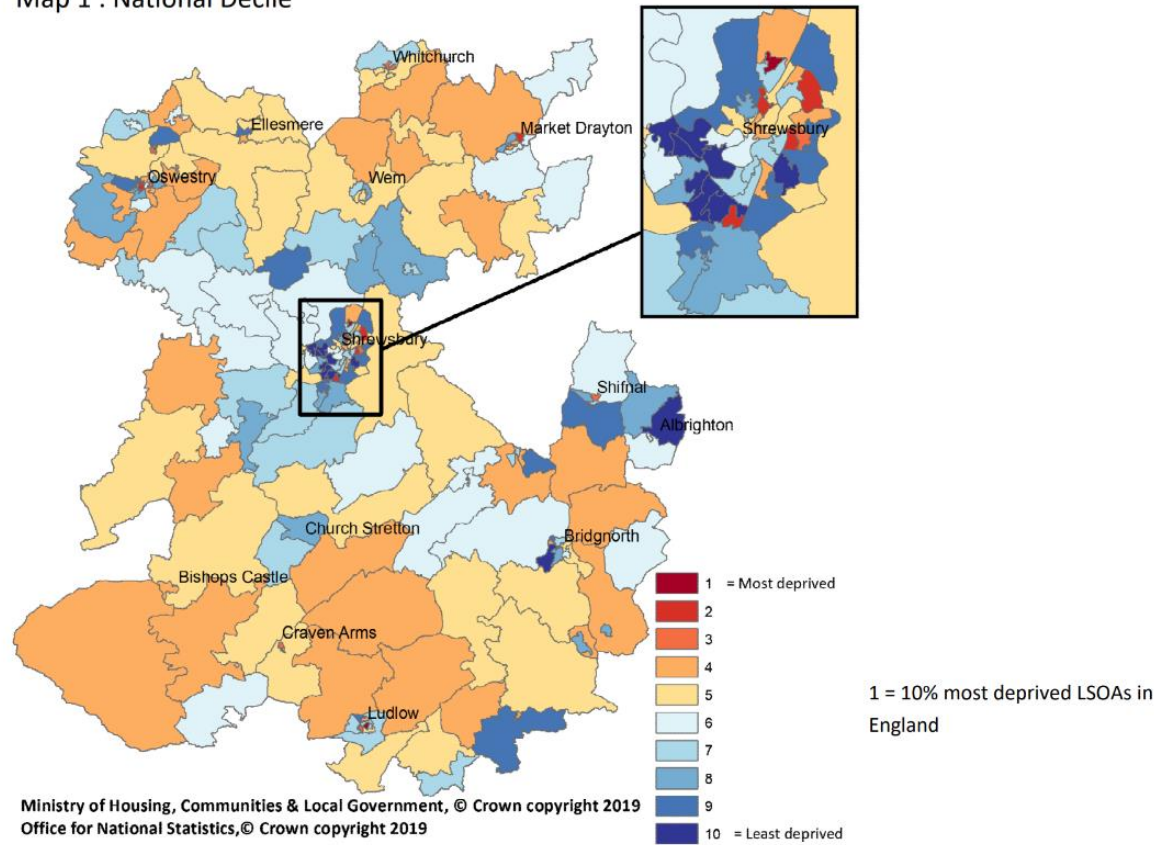 Map 1 : National Decile
Whitchurch
Ellesmere
Market Drayton
Shrewsbury
Oswestry
Wem
Shrewsbury
Shifnal
Albrighton
Church Stretton
Bridgnorth
Bishops Castle
Craven Arms
Ludlow
1 = Most deprived
2
3
4
5
6
7
8
9
10 = Least deprived
1 = 10% most deprived LSOAs in
England
Ministry of Housing, Communities & Local Government, © Crown copyright 2019
Office for National Statistics,© Crown copyright 2019